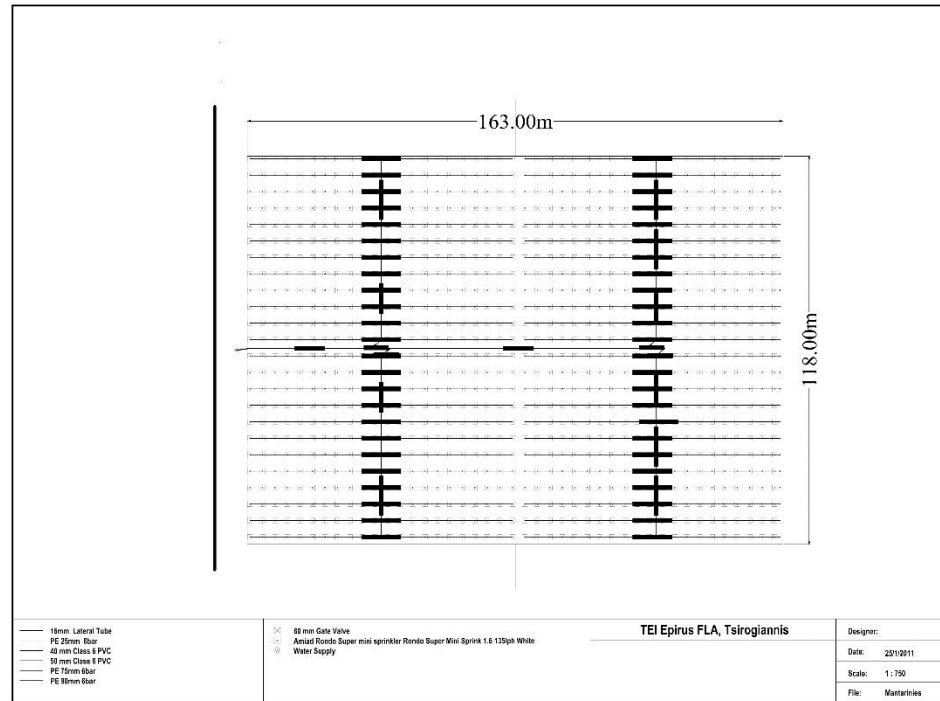 163.00m
118.00m
16mm Lateral Tube
PE 25mm 6bar
40 mm Class 6 PVC
50 mm Class 6 PVC
PE 75mm 6bar
PE 90mm 6bar
80 mm Gate Valve
Amiad Rondo Super mini sprinkler Rondo Super Mini Sprink 1.6 135lph White
Water Supply
TEI Epirus FLA, Tsirogiannis
Designer:
Date: 25/1/2011
Scale: 1 : 750
File: Mantarinies